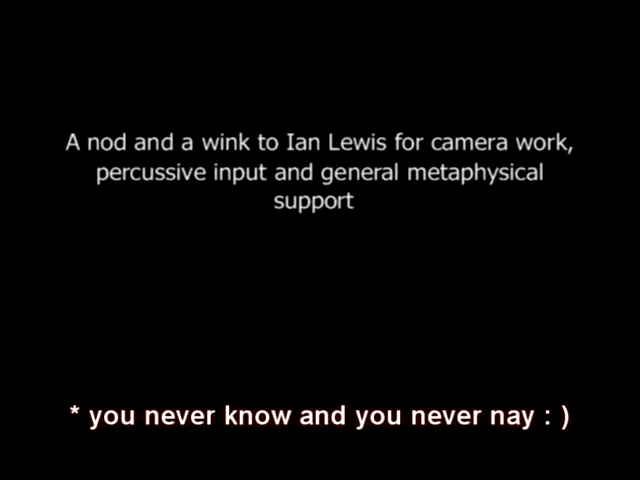 A nod and a wink to Ian Lewis for camera work,
percussive input and general metaphysical
support
* you never know and you never nay : )